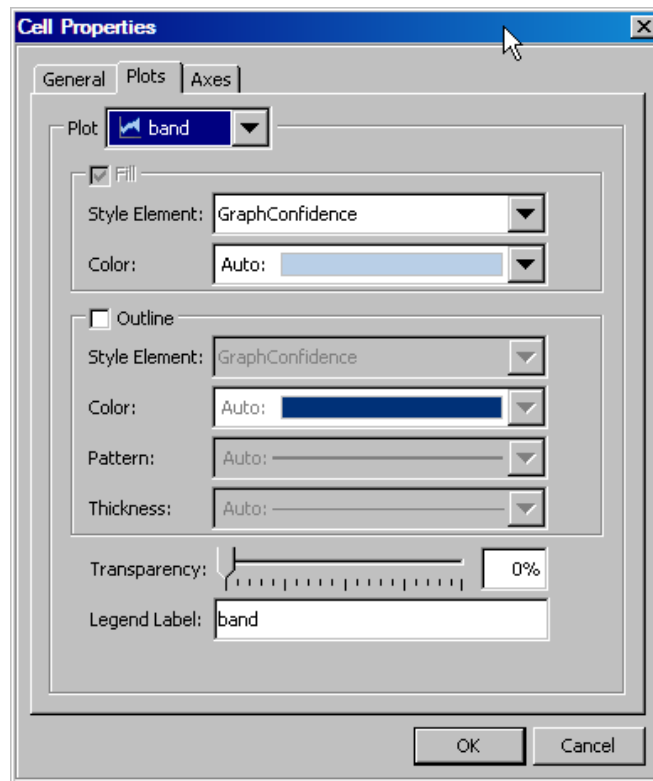 Cell Properties
General Plots Axes
Plot band
Fill
Style Element: GraphConfidence
Color: Auto:
Outline
Style Element: GraphConfidence
Color: Auto:
Pattern: Auto:
Thickness: Auto:
Transparency: 0%
Legend Label: band
OK Cancel